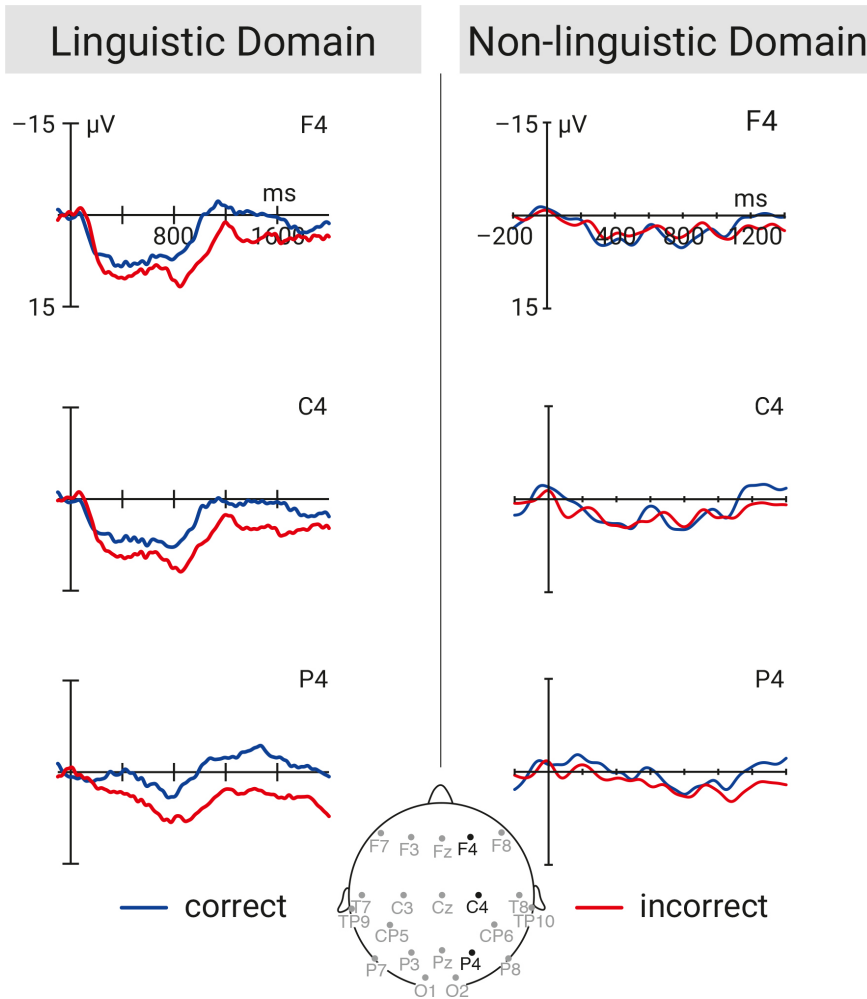 Linguistic Domain
Non-linguistic Domain
−15 µV F4
ms
800 1600
15
−15 µV F4
ms
−200 400 800 1200
15
C4
C4
P4
P4
F7 F3 Fz F4 F8
T7 C3 Cz C4 T8
TP9 TP10
CP5 CP6
P7 P3 Pz P4 P8
O1 O2
correct
incorrect